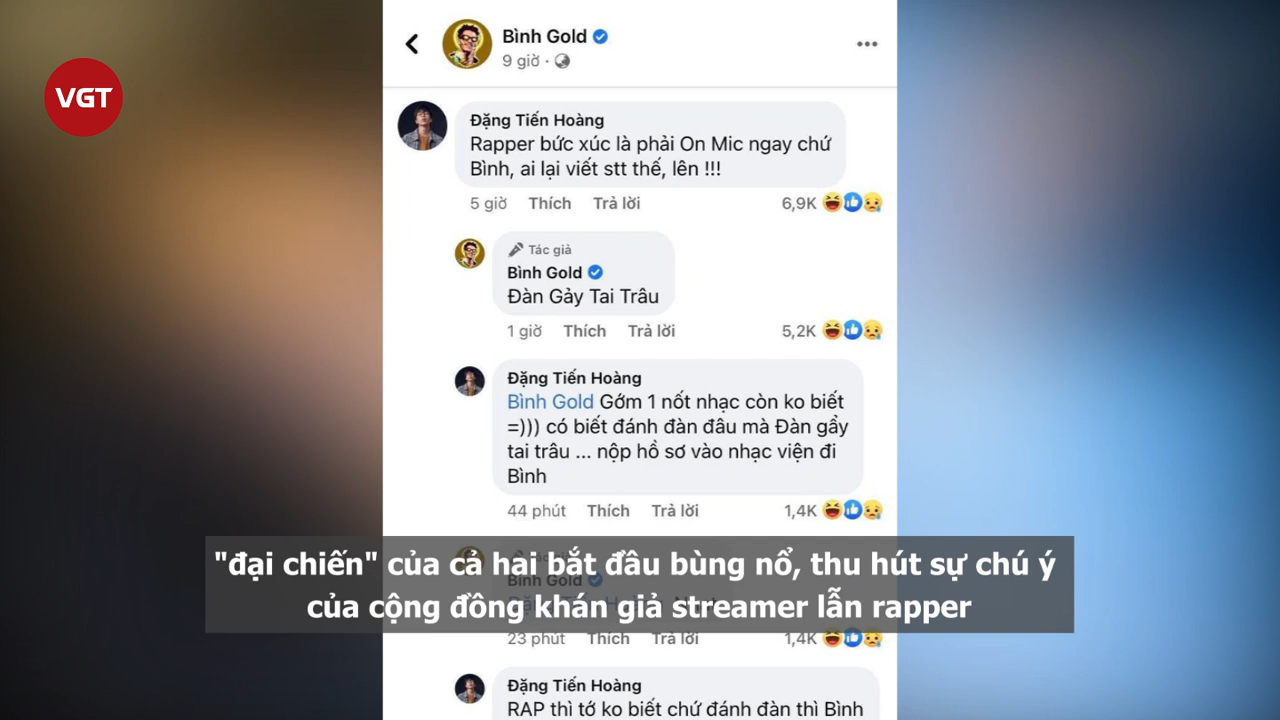 VGT
Bình Gold
9 giờ ·
Đặng Tiến Hoàng
Rapper bức xúc là phải On Mic ngay chứ
Bình, ai lại viết stt thế, lên !!!
5 giờ Thích Trả lời 6,9K
Tác giả
Bình Gold
Đàn Gảy Tai Trâu
1 giờ Thích Trả lời 5,2K
Đặng Tiến Hoàng
Bình Gold Gớm 1 nốt nhạc còn ko biết
=))) có biết đánh đàn đâu mà Đàn gẩy
tai trâu ... nộp hồ sơ vào nhạc viện đi
Bình
44 phút Thích Trả lời 1,4K
"đại chiến" của cả hai bắt đầu bùng nổ, thu hút sự chú ý
của cộng đồng khán giả streamer lẫn rapper
Bình Gold
23 phút Thích Trả lời 1,4K
Đặng Tiến Hoàng
RAP thì tớ ko biết chứ đánh đàn thì Bình